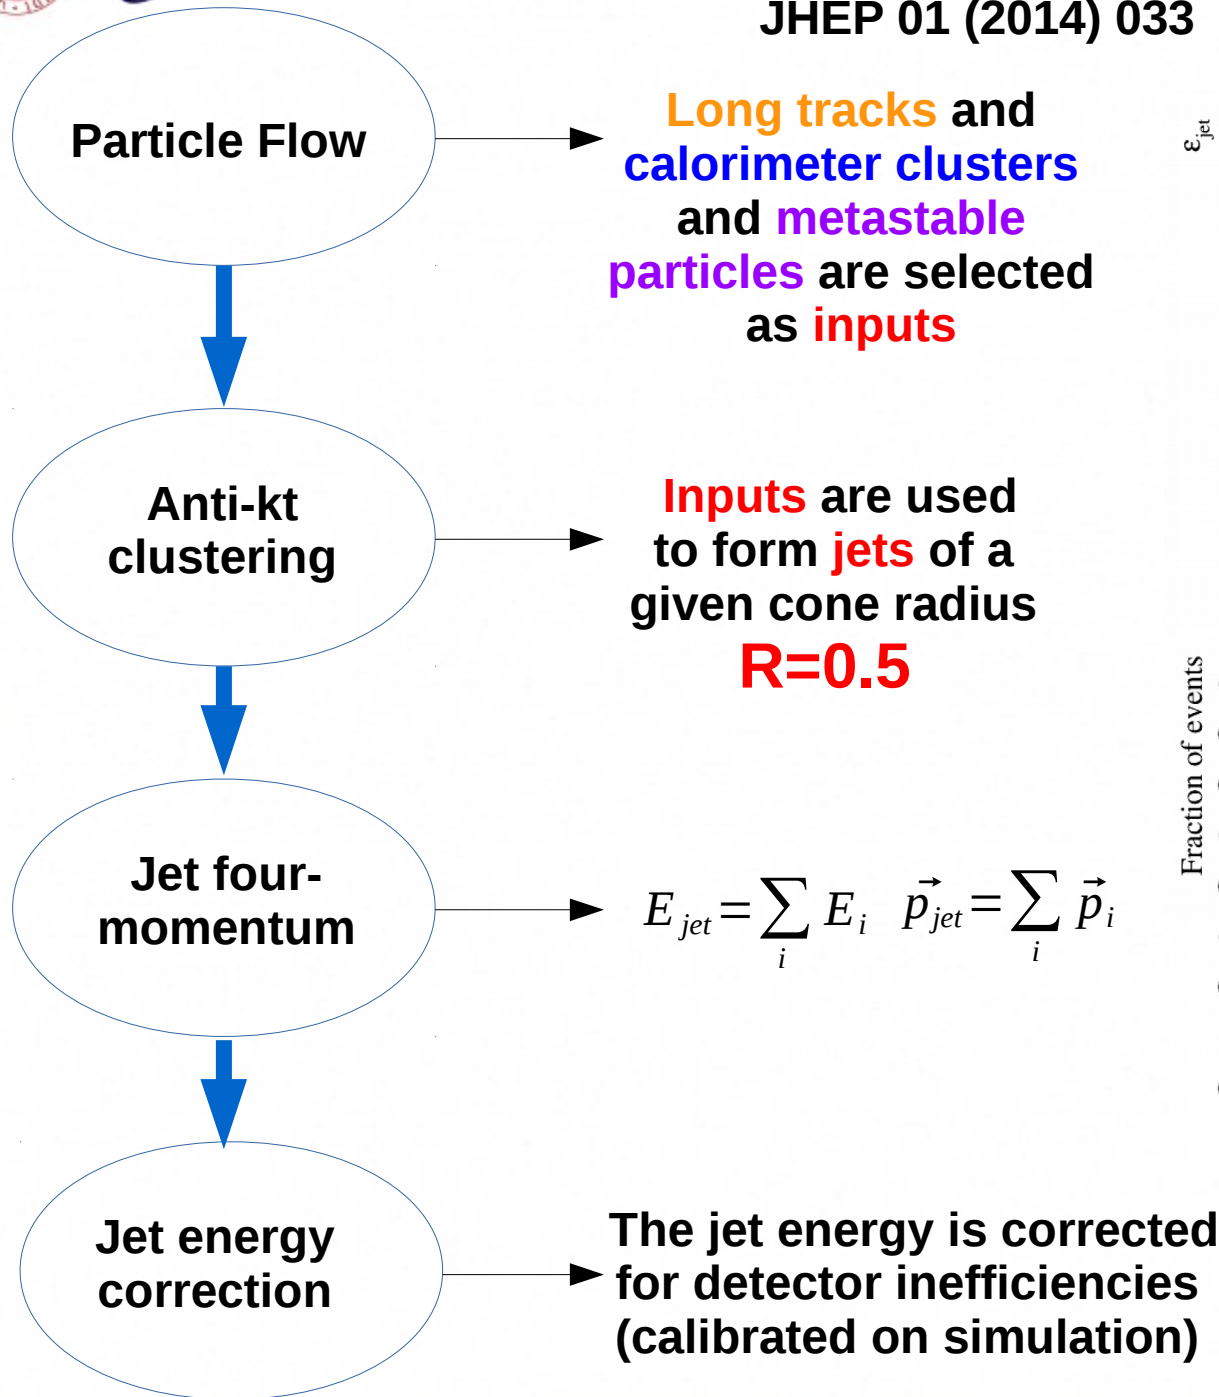 JHEP 01 (2014) 033
Particle Flow
Long tracks and
calorimeter clusters
and metastable
particles are selected
as inputs
ε_jet
Anti-kt
clustering
Inputs are used
to form jets of a
given cone radius
R=0.5
Fraction of events
Jet four-
momentum
E_jet = ∑_i E_i   p⃗_jet = ∑_i p⃗_i
Jet energy
correction
The jet energy is corrected
for detector inefficiencies
(calibrated on simulation)